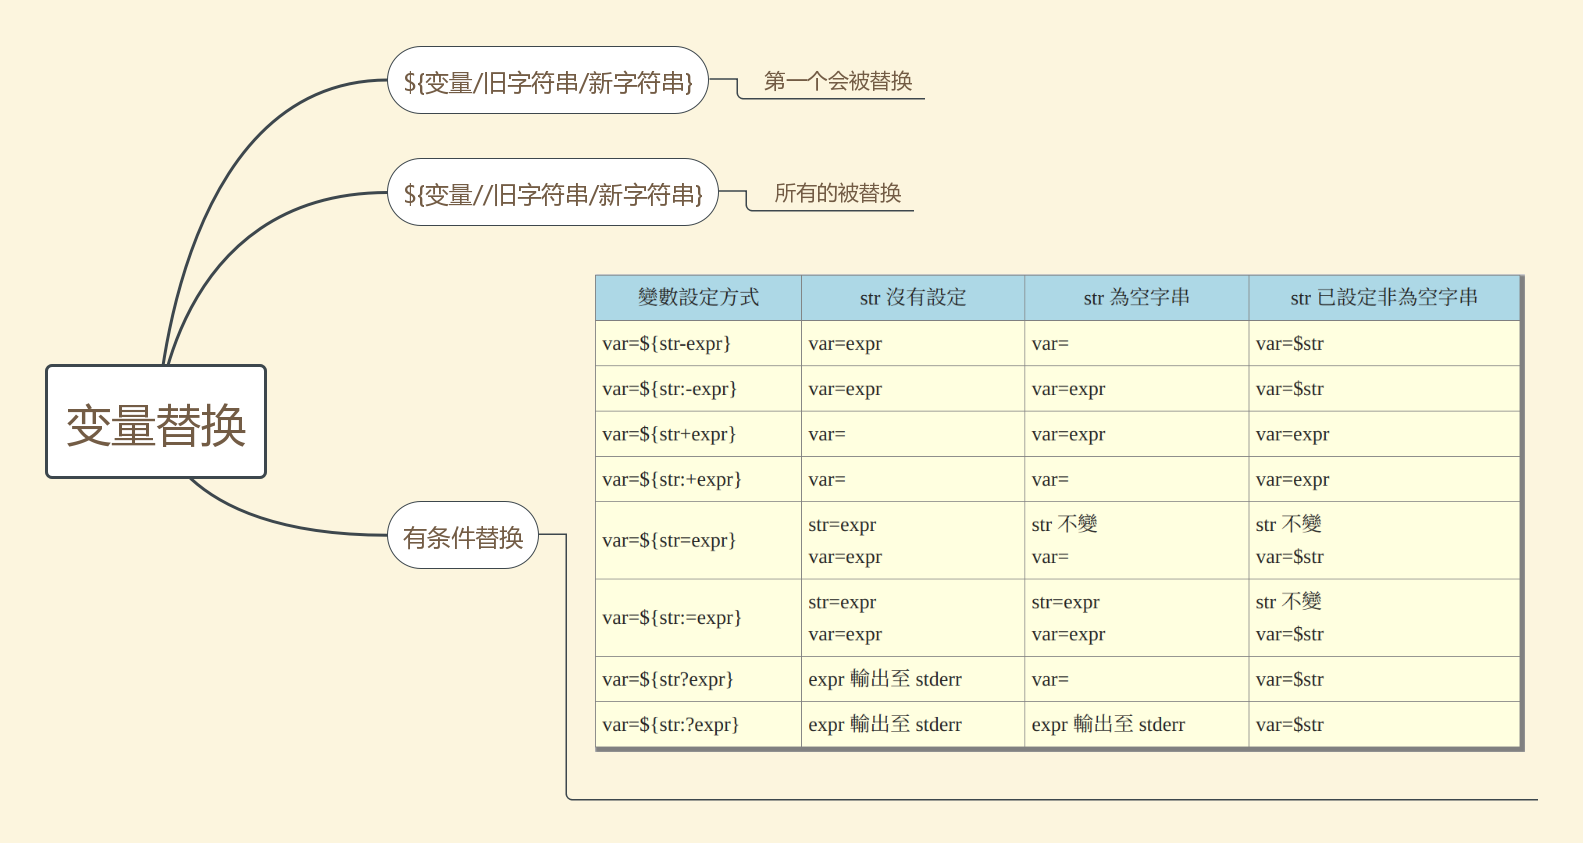 变量替换
${变量/旧字符串/新字符串}
第一个会被替换
${变量//旧字符串/新字符串}
所有的被替换
有条件替换
變數設定方式 str 沒有設定 str 為空字串 str 已設定非為空字串
var=${str-expr} var=expr var= var=$str
var=${str:-expr} var=expr var=expr var=$str
var=${str+expr} var= var=expr var=expr
var=${str:+expr} var= var= var=expr
var=${str=expr}
str=expr
var=expr
str 不變
var=
str 不變
var=$str
var=${str:=expr}
str=expr
var=expr
str=expr
var=expr
str 不變
var=$str
var=${str?expr} expr 輸出至 stderr var= var=$str
var=${str:?expr} expr 輸出至 stderr expr 輸出至 stderr var=$str